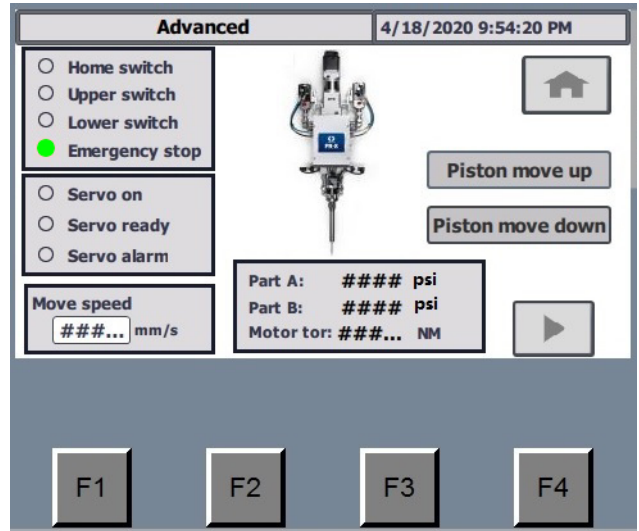 Advanced
4/18/2020 9:54:20 PM
Home switch
Upper switch
Lower switch
Emergency stop
Servo on
Servo ready
Servo alarm
Move speed
###... mm/s
PR-X
Part A: #### psi
Part B: #### psi
Motor tor: ###... NM
Piston move up
Piston move down
F1
F2
F3
F4